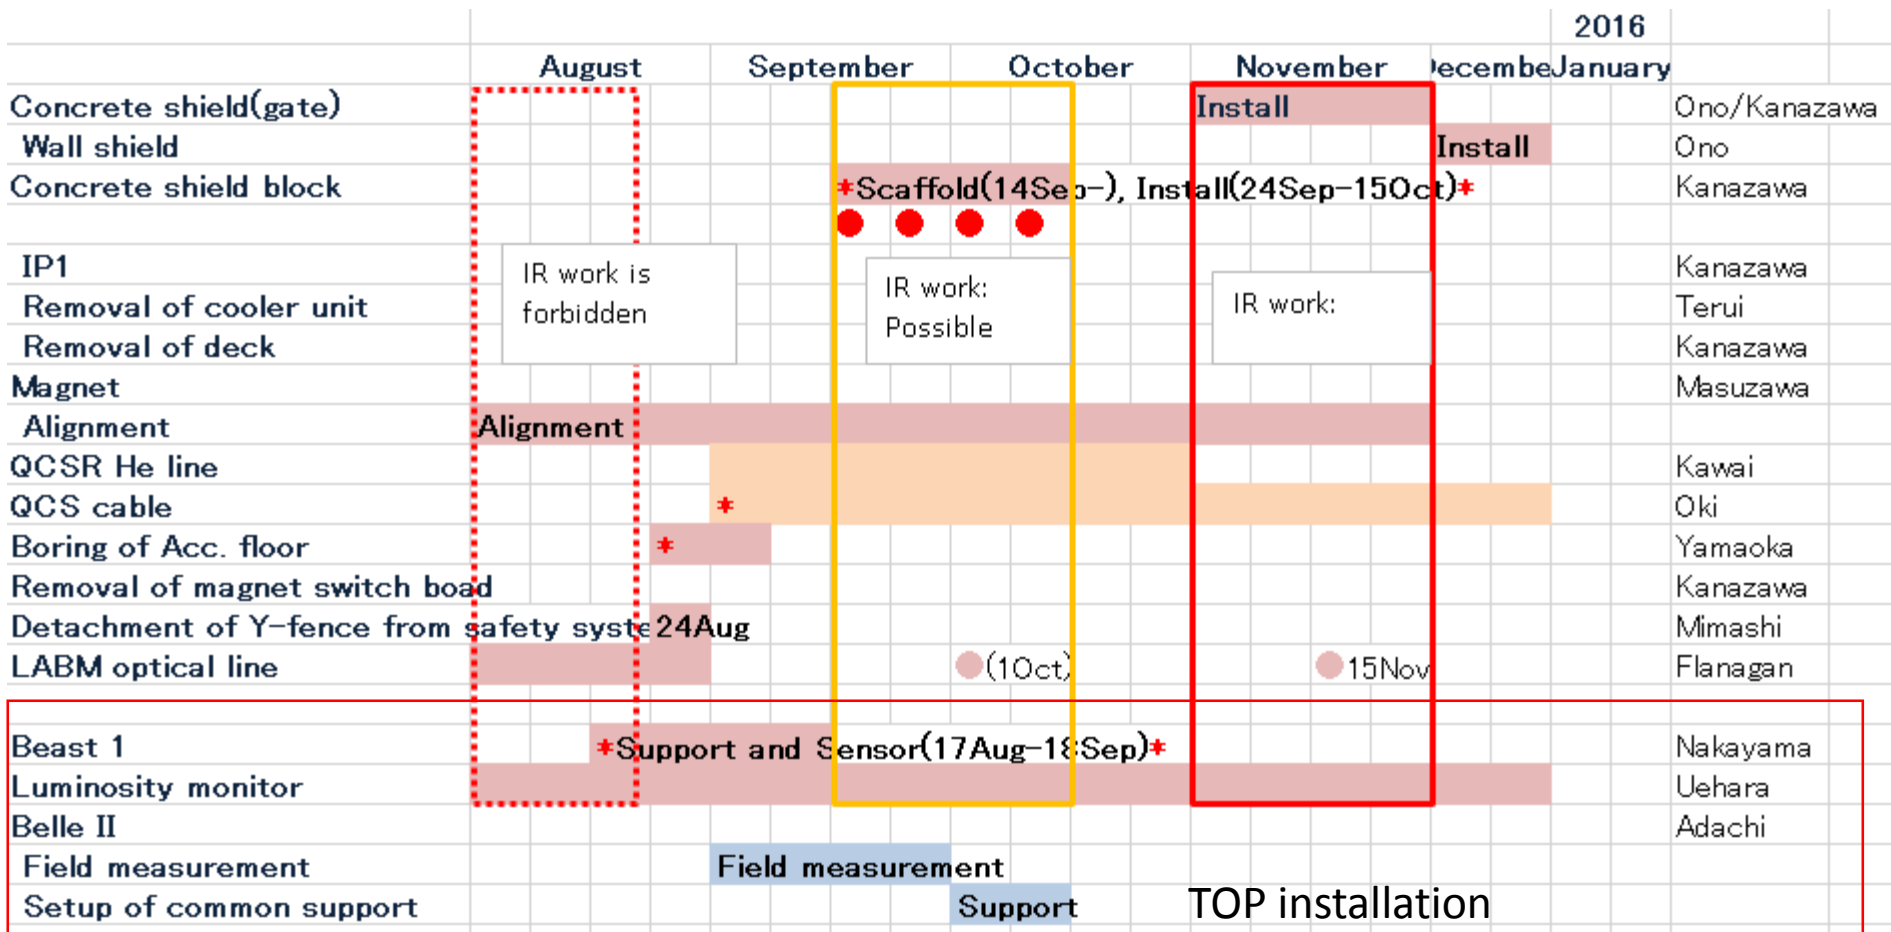 2016
August September October November ecembe January
Concrete shield(gate) Install Ono/Kanazawa
Wall shield Install Ono
Concrete shield block *Scaffold(14Sep-), Install(24Sep-15Oct)* Kanazawa
IP1 Kanazawa
Removal of cooler unit Terui
Removal of deck Kanazawa
IR work is
forbidden
IR work:
Possible
IR work:
Magnet Masuzawa
Alignment Alignment
QCSR He line Kawai
QCS cable * Oki
Boring of Acc. floor * Yamaoka
Removal of magnet switch boad Kanazawa
Detachment of Y-fence from safety syste 24Aug Mimashi
LABM optical line (1Oct) 15Nov Flanagan
Beast 1 *Support and Sensor(17Aug-18Sep)* Nakayama
Luminosity monitor Uehara
Belle II Adachi
Field measurement Field measurement
Setup of common support Support TOP installation